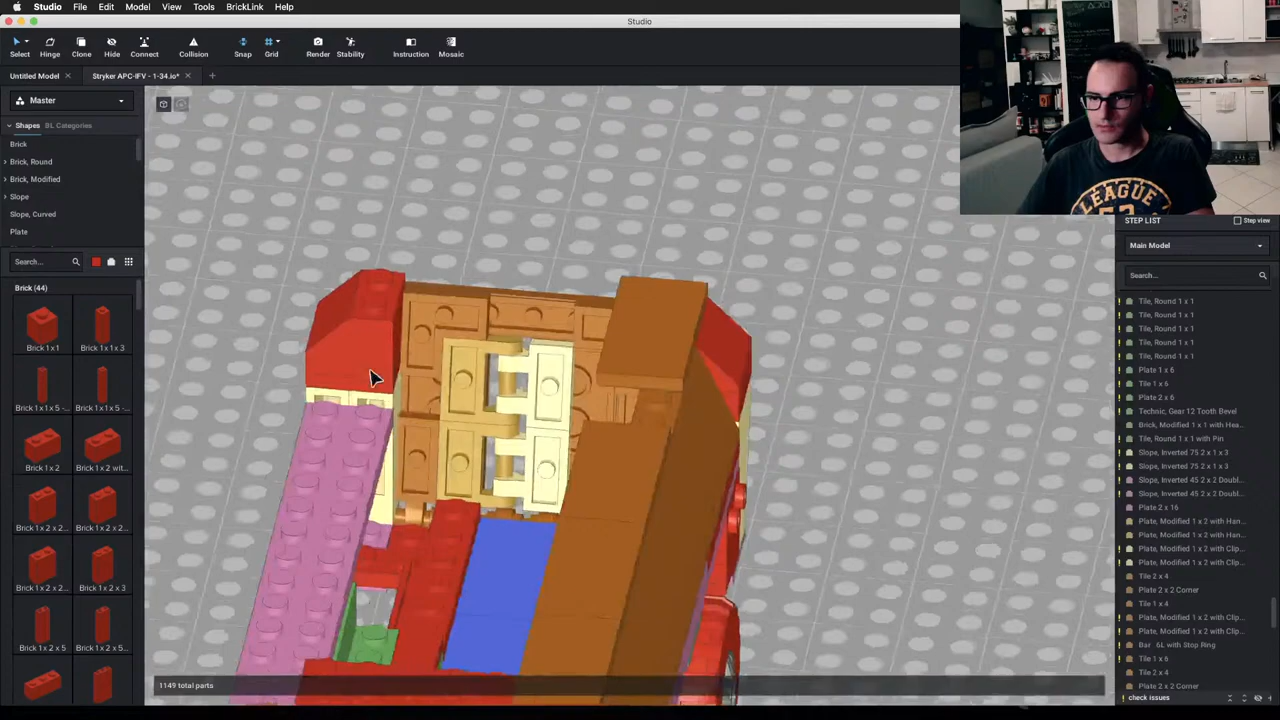 Studio File Edit Model View Tools BrickLink Help
Studio
Select Hinge Clone Hide Connect Collision Snap Grid Render Stability Instruction Mosaic
Untitled Model × Stryker APC-IFV - 1-34.io* × +
Master
Shapes BL Categories
Brick
Brick, Round
Brick, Modified
Slope
Slope, Curved
Plate
Search...
Brick (44)
Brick 1x1 Brick 1 x 1 x 3
Brick 1 x 1 x 5 -... Brick 1 x 1 x 5 -...
Brick 1 x 2 Brick 1 x 2 wit...
Brick 1 x 2 x 2... Brick 1 x 2 x 2...
Brick 1 x 2 x 2... Brick 1 x 2 x 3
Brick 1 x 2 x 5 Brick 1 x 2 x 5...
1149 total parts
LEAGUE
STEP LIST Step view
Main Model
Search...
Tile, Round 1 x 1
Tile, Round 1 x 1
Tile, Round 1 x 1
Tile, Round 1 x 1
Tile, Round 1 x 1
Plate 1 x 6
Tile 1 x 6
Plate 2 x 6
Technic, Gear 12 Tooth Bevel
Brick, Modified 1 x 1 with Hea...
Tile, Round 1 x 1 with Pin
Slope, Inverted 75 2 x 1 x 3
Slope, Inverted 75 2 x 1 x 3
Slope, Inverted 45 2 x 2 Doubl...
Slope, Inverted 45 2 x 2 Doubl...
Plate 2 x 16
Plate, Modified 1 x 2 with Han...
Plate, Modified 1 x 2 with Han...
Plate, Modified 1 x 2 with Clip...
Plate, Modified 1 x 2 with Clip...
Tile 2 x 4
Plate 2 x 2 Corner
Tile 1 x 4
Plate, Modified 1 x 2 with Clip...
Plate, Modified 1 x 2 with Clip...
Bar 6L with Stop Ring
Tile 1 x 6
Tile 2 x 4
Plate 2 x 2 Corner
check issues